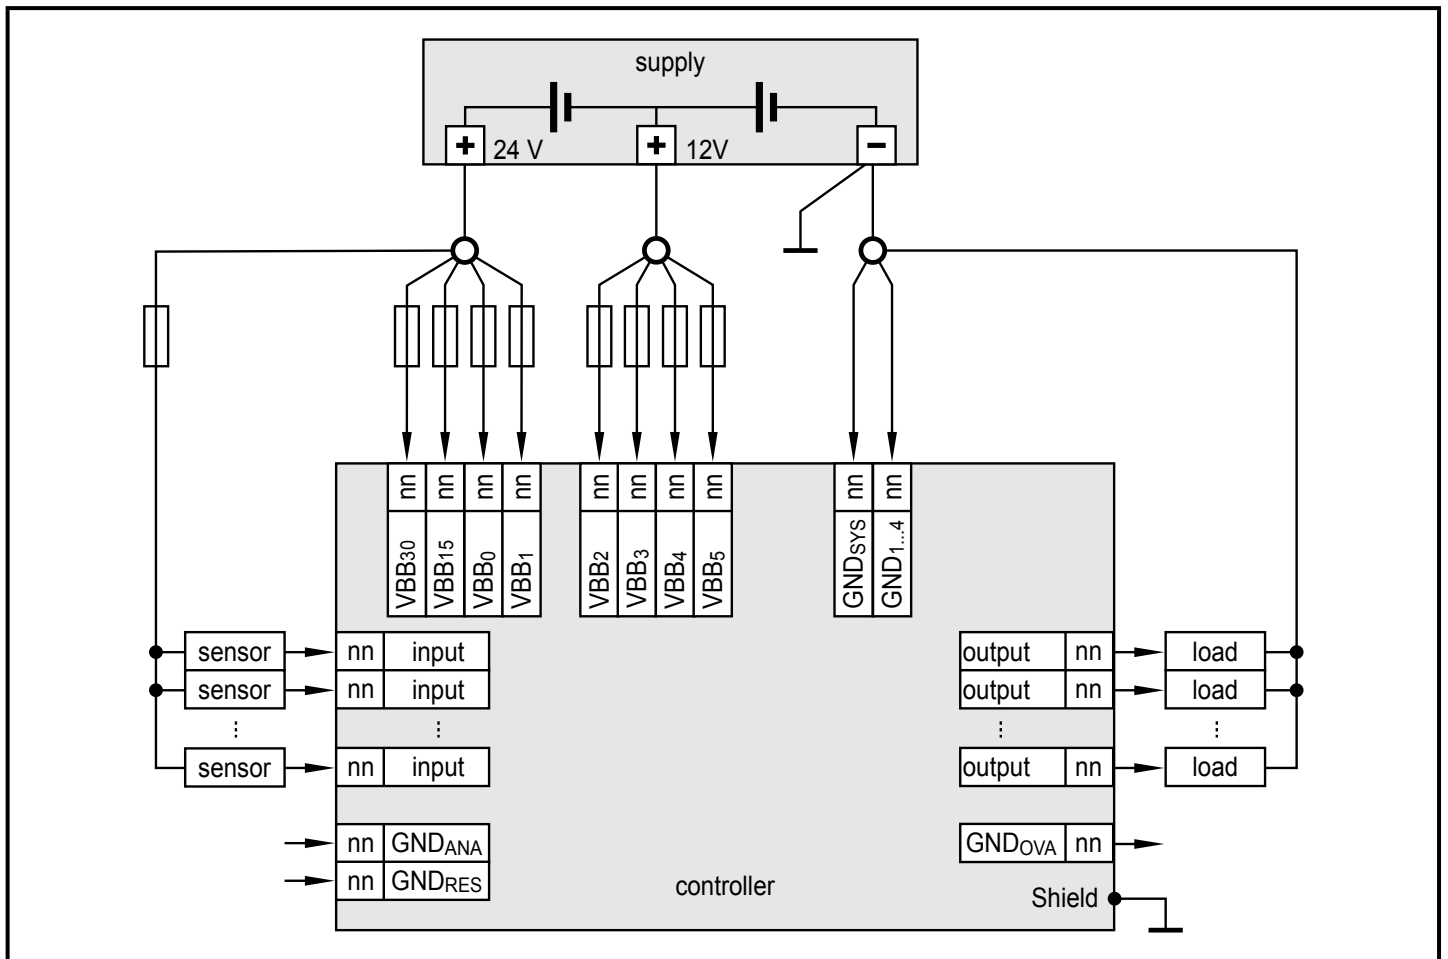 supply
+ 24 V + 12V −
nn nn nn nn nn nn nn nn nn nn
VBB30 VBB15 VBB0 VBB1 VBB2 VBB3 VBB4 VBB5 GNDSYS GND1...4
sensor nn input output nn load
sensor nn input output nn load
sensor nn input output nn load
nn GNDANA GNDOVA nn
nn GNDRES
controller
Shield